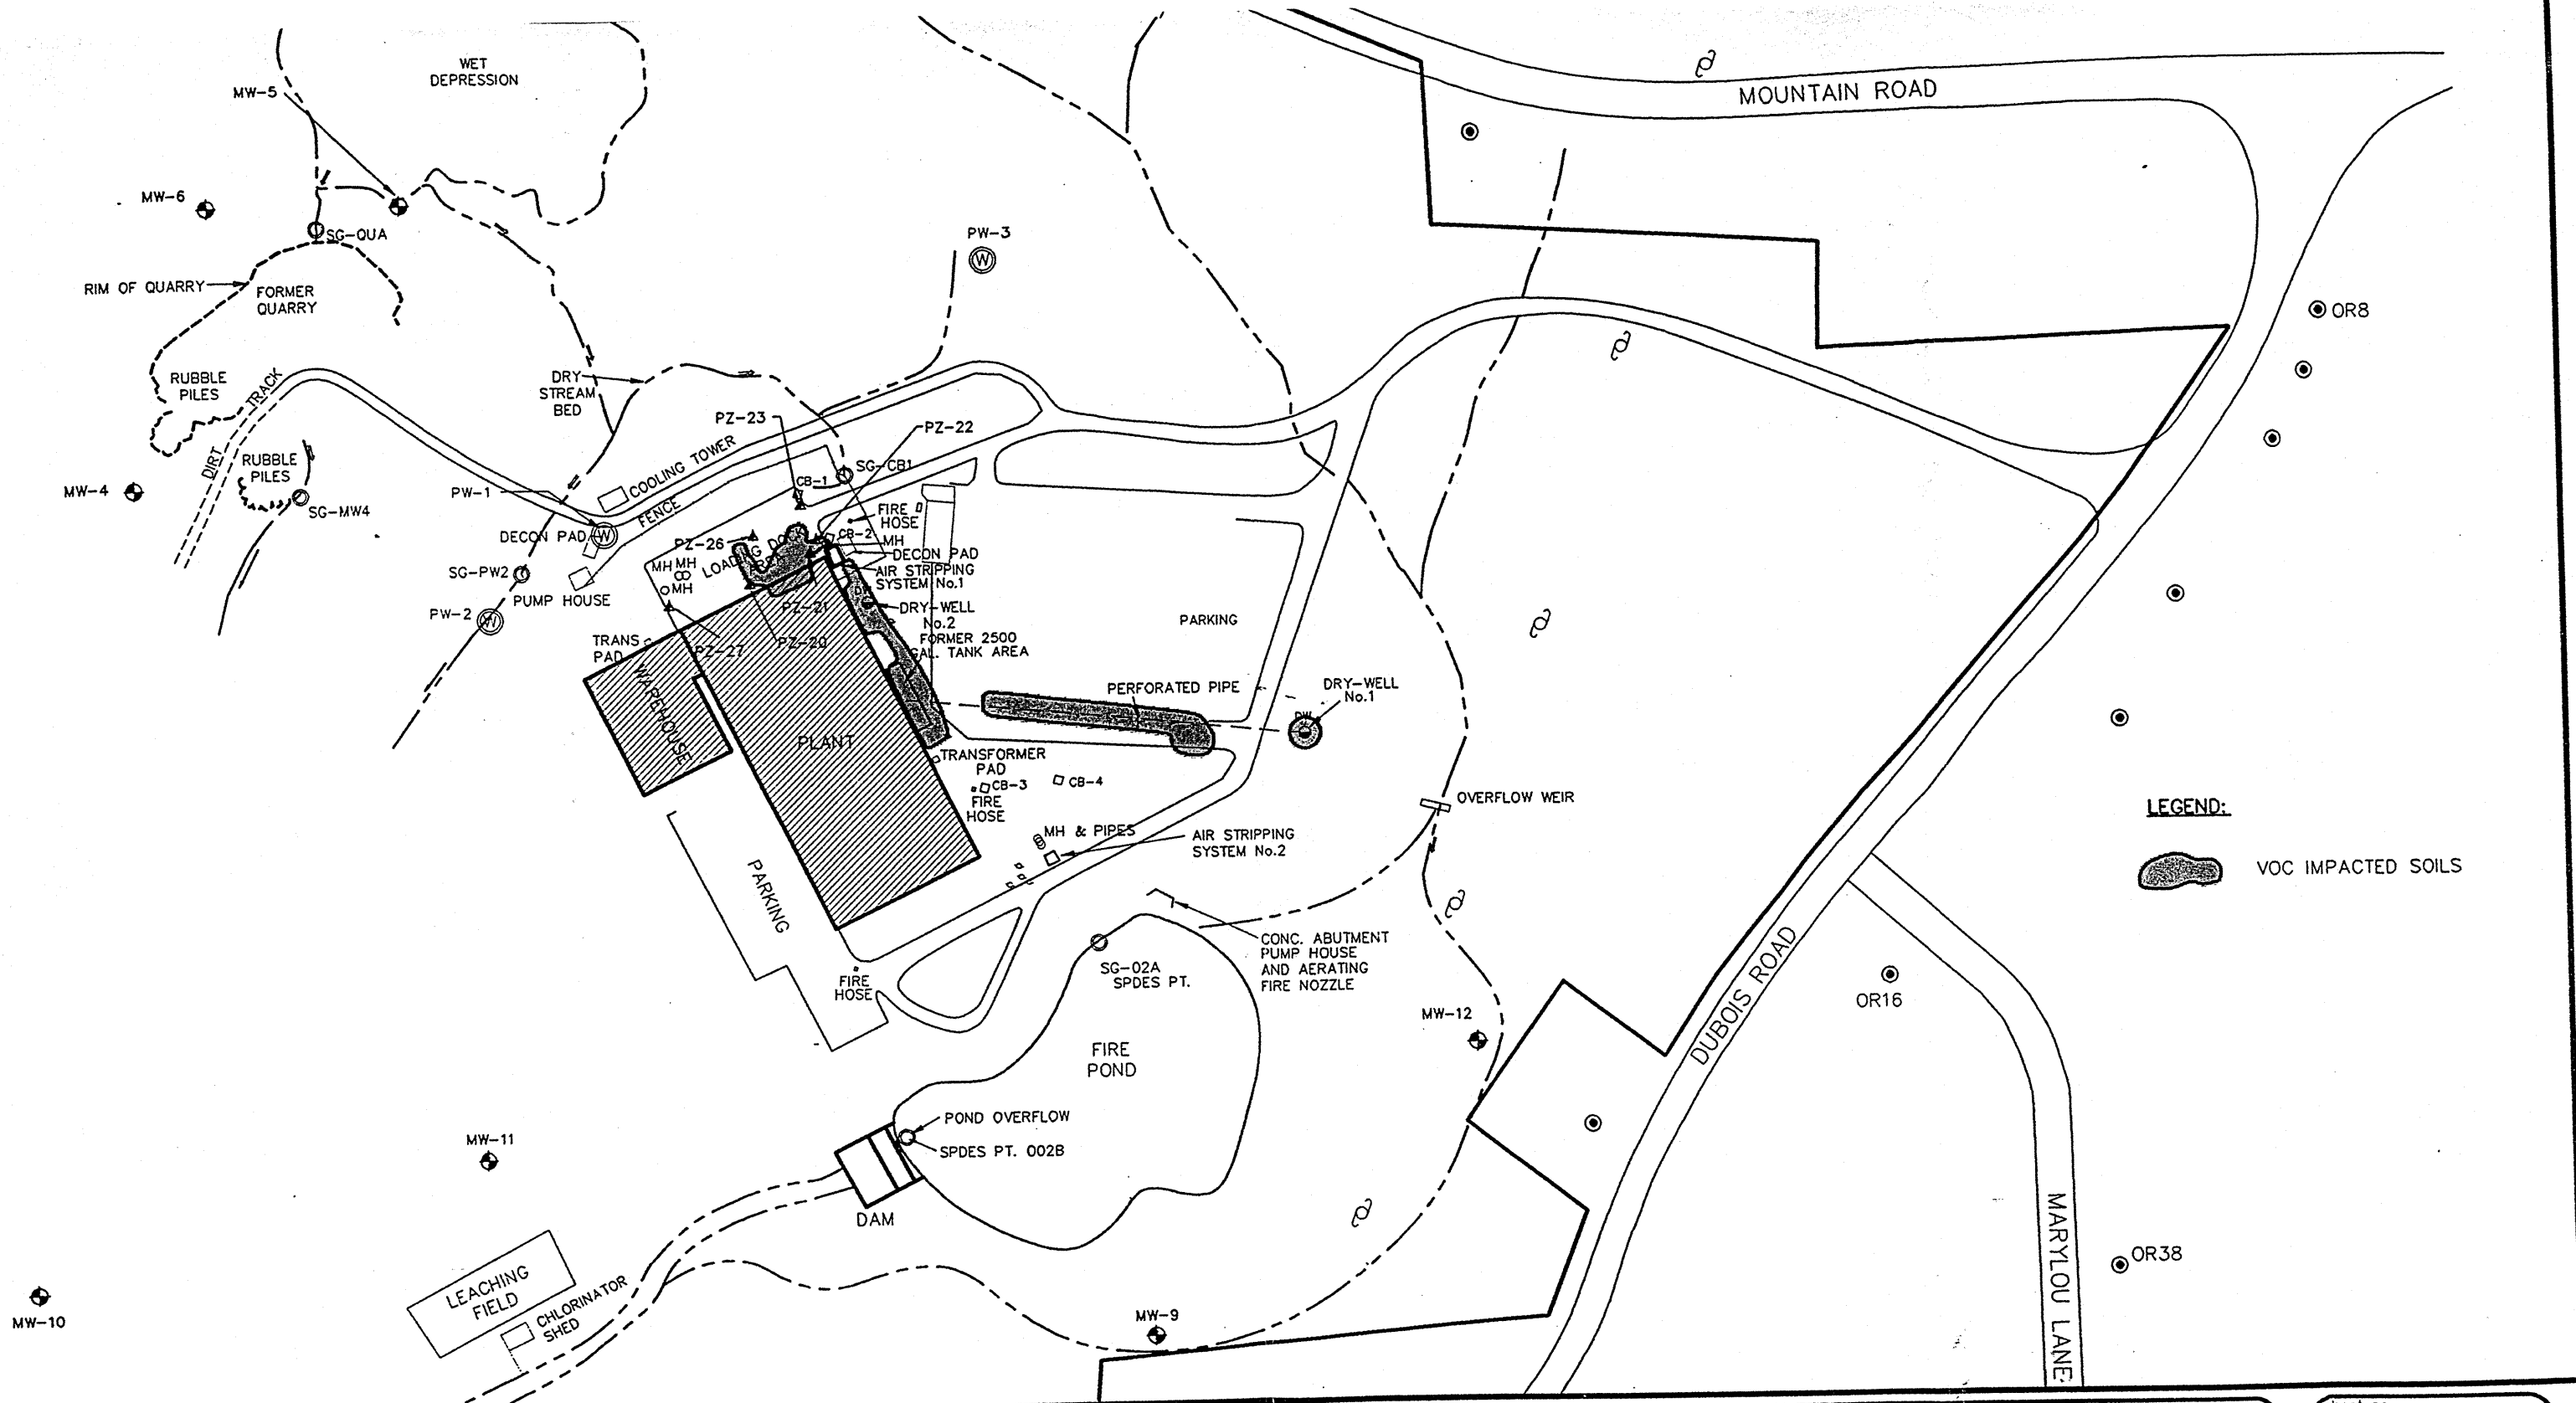 WET
DEPRESSION
MW-5
MOUNTAIN ROAD
MW-6
SG-QUA
PW-3
W
RIM OF QUARRY
FORMER
QUARRY
OR8
RUBBLE
PILES
DIRT TRACK
DRY
STREAM
BED
PZ-23
PZ-22
COOLING TOWER
RUBBLE
PILES
SG-CB1
MW-4
PW-1
CB-1
SG-MW4
FENCE
FIRE
HOSE
DECON PAD
W
PZ-26
CB-2
MH
LOADING DOCK
AREA
DECON PAD
MH MH
MH
AIR STRIPPING
SYSTEM No.1
SG-PW2
PUMP HOUSE
PW-2
W
PZ-21
DRY-WELL
No.2
PARKING
TRANS
PAD
PZ-27
PZ-20
FORMER 2500
GAL. TANK AREA
WAREHOUSE
PERFORATED PIPE
DRY-WELL
No.1
DW
PLANT
TRANSFORMER
PAD
CB-3
CB-4
FIRE
HOSE
OVERFLOW WEIR
LEGEND:
MH & PIPES
AIR STRIPPING
SYSTEM No.2
VOC IMPACTED SOILS
PARKING
CONC. ABUTMENT
PUMP HOUSE
AND AERATING
FIRE NOZZLE
SG-02A
SPDES PT.
FIRE
HOSE
DUBOIS ROAD
OR16
MW-12
FIRE
POND
POND OVERFLOW
SPDES PT. 002B
MW-11
DAM
MARYLOU LANE
OR38
LEACHING
FIELD
CHLORINATOR
SHED
MW-10
MW-9